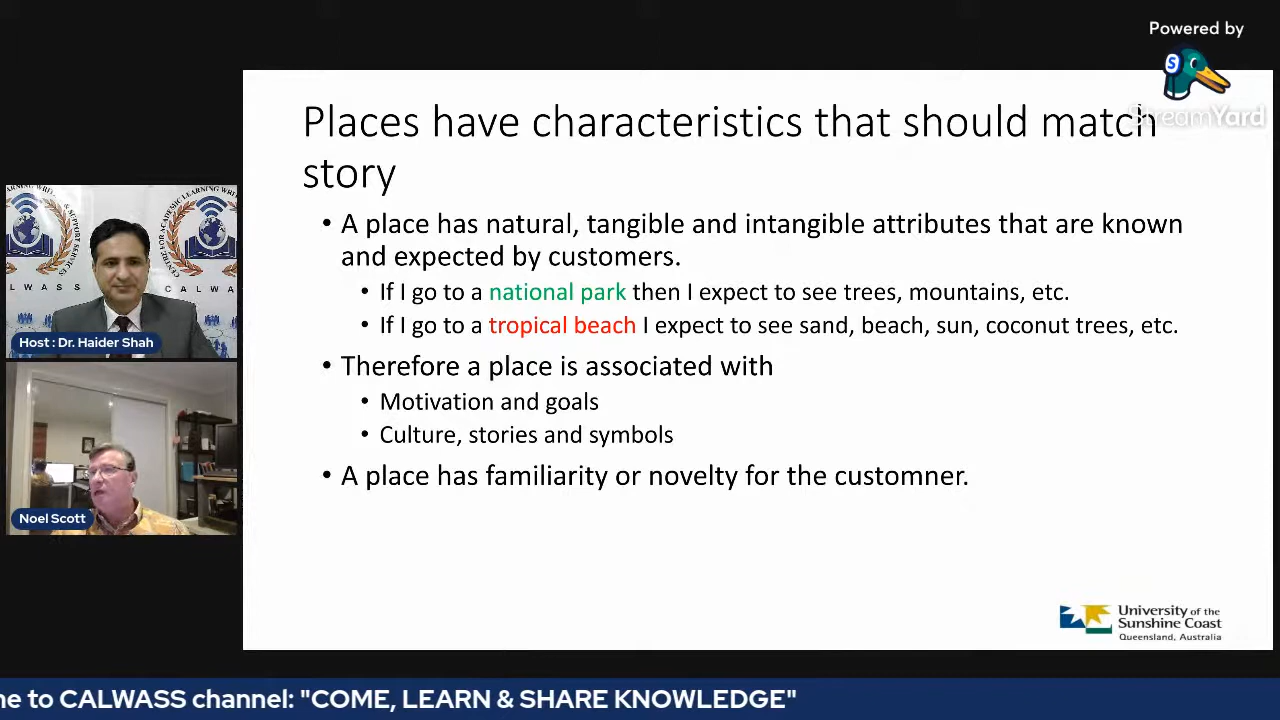 Powered by
StreamYard
Places have characteristics that should match
story
• A place has natural, tangible and intangible attributes that are known
and expected by customers.
• If I go to a national park then I expect to see trees, mountains, etc.
• If I go to a tropical beach I expect to see sand, beach, sun, coconut trees, etc.
• Therefore a place is associated with
• Motivation and goals
• Culture, stories and symbols
• A place has familiarity or novelty for the customner.
CALWASS
Host : Dr. Haider Shah
Noel Scott
University of the
Sunshine Coast
Queensland, Australia
me to CALWASS channel: "COME, LEARN & SHARE KNOWLEDGE"